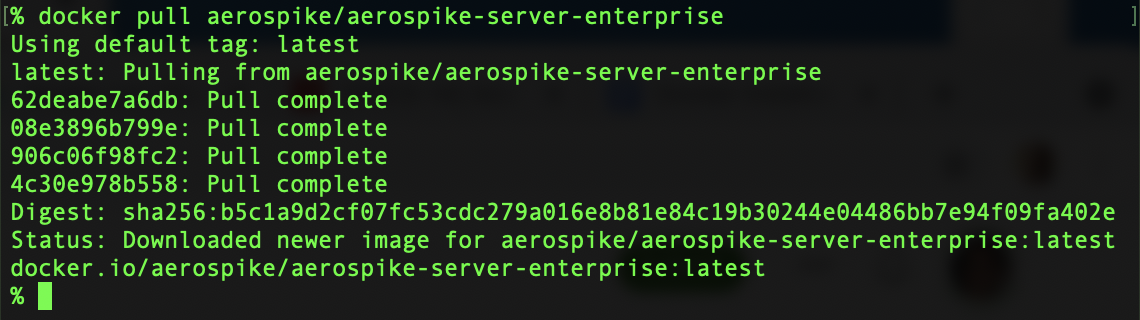 [% docker pull aerospike/aerospike-server-enterprise ]
Using default tag: latest
latest: Pulling from aerospike/aerospike-server-enterprise
62deabe7a6db: Pull complete
08e3896b799e: Pull complete
906c06f98fc2: Pull complete
4c30e978b558: Pull complete
Digest: sha256:b5c1a9d2cf07fc53cdc279a016e8b81e84c19b30244e04486bb7e94f09fa402e
Status: Downloaded newer image for aerospike/aerospike-server-enterprise:latest
docker.io/aerospike/aerospike-server-enterprise:latest
%